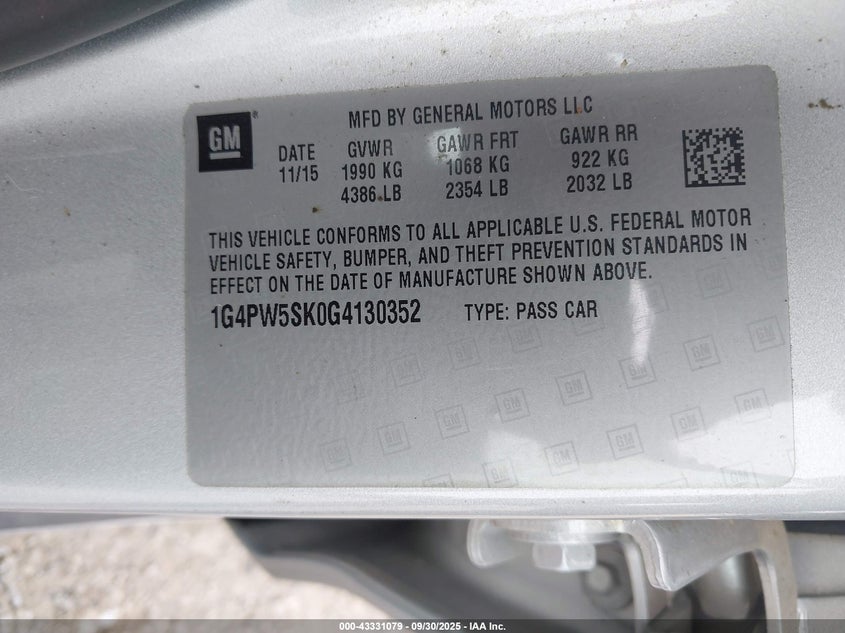 GM
MFD BY GENERAL MOTORS LLC
DATE GVWR GAWR FRT GAWR RR
11/15 1990 KG 1068 KG 922 KG
4386 LB 2354 LB 2032 LB
THIS VEHICLE CONFORMS TO ALL APPLICABLE U.S. FEDERAL MOTOR
VEHICLE SAFETY, BUMPER, AND THEFT PREVENTION STANDARDS IN
EFFECT ON THE DATE OF MANUFACTURE SHOWN ABOVE.
1G4PW5SK0G4130352 TYPE: PASS CAR
000-43331079 — 09/30/2025 — IAA Inc.